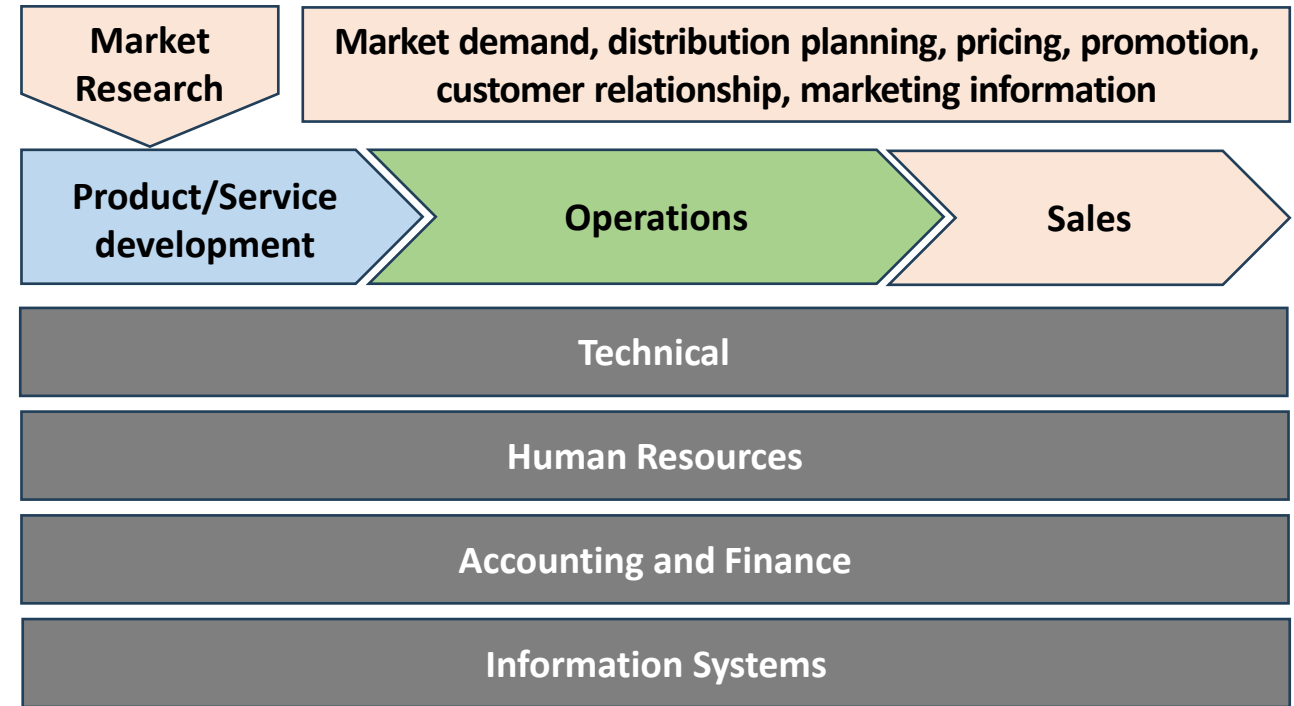 Market
Research
Market demand, distribution planning, pricing, promotion,
customer relationship, marketing information
Product/Service
development
Operations
Sales
Technical
Human Resources
Accounting and Finance
Information Systems